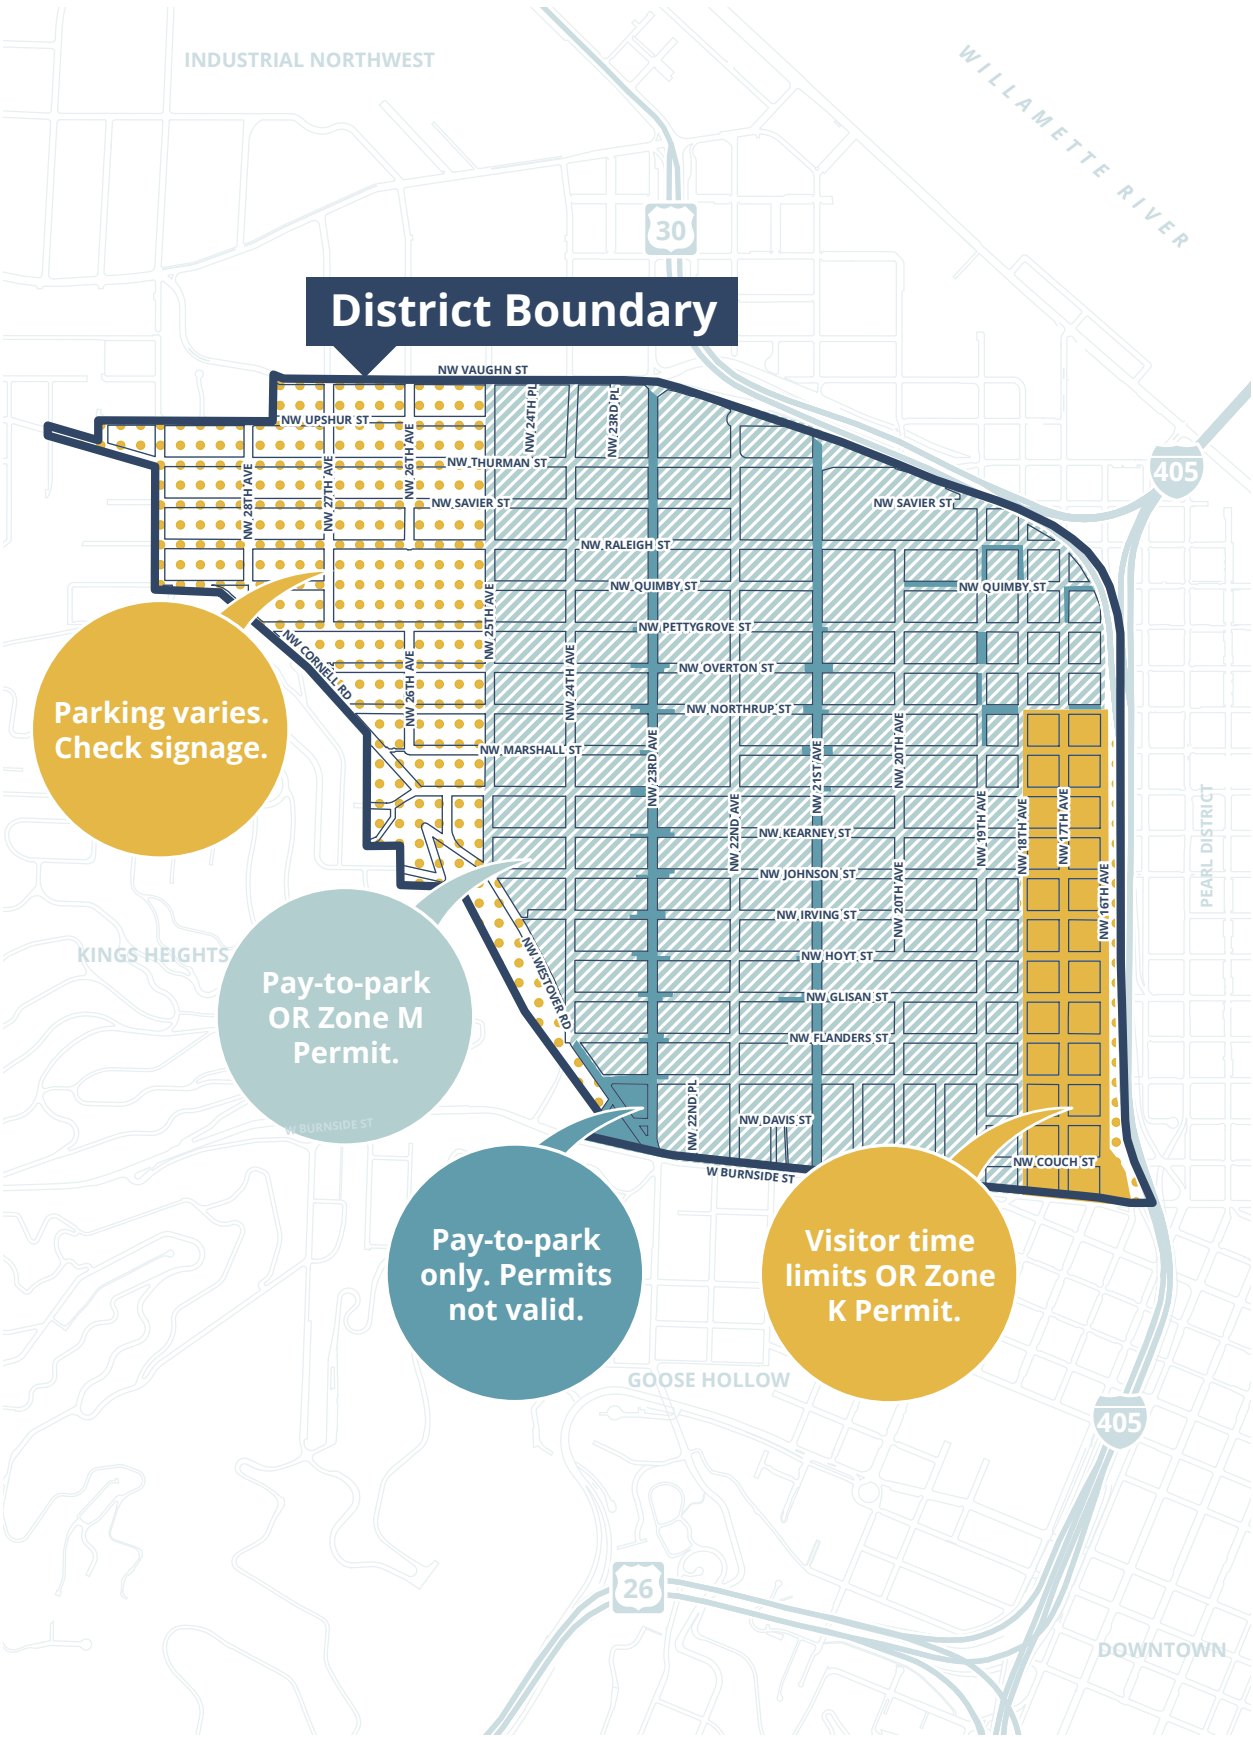 INDUSTRIAL NORTHWEST
WILLAMETTE RIVER
30
District Boundary
NW VAUGHN ST
NW 24TH PL
NW 23RD PL
NW UPSHUR ST
NW 26TH AVE
NW THURMAN ST
405
NW 28TH AVE
NW 27TH AVE
NW SAVIER ST
NW SAVIER ST
NW RALEIGH ST
NW QUIMBY ST
NW QUIMBY ST
NW 25TH AVE
NW PETTYGROVE ST
NW CORNELL RD
NW 26TH AVE
NW 24TH AVE
NW OVERTON ST
NW NORTHRUP ST
Parking varies.
Check signage.
NW MARSHALL ST
NW 23RD AVE
NW 21ST AVE
NW 20TH AVE
NW 22ND AVE
NW 19TH AVE
NW 18TH AVE
NW 17TH AVE
PEARL DISTRICT
NW KEARNEY ST
NW JOHNSON ST
NW 20TH AVE
NW 16TH AVE
NW IRVING ST
KINGS HEIGHTS
NW WESTOVER RD
NW HOYT ST
Pay-to-park
OR Zone M
Permit.
NW GLISAN ST
NW FLANDERS ST
NW 22ND PL
NW DAVIS ST
W BURNSIDE ST
NW COUCH ST
W BURNSIDE ST
Pay-to-park
only. Permits
not valid.
Visitor time
limits OR Zone
K Permit.
GOOSE HOLLOW
405
26
DOWNTOWN